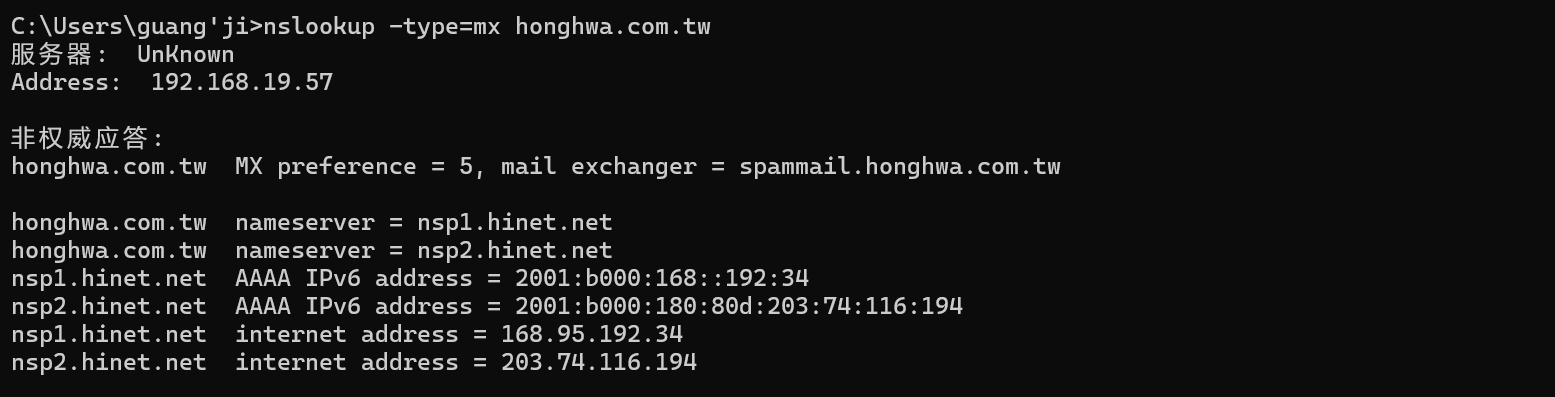 C:\Users\guang'ji>nslookup -type=mx honghwa.com.tw
服务器:  UnKnown
Address:  192.168.19.57
非权威应答:
honghwa.com.tw  MX preference = 5, mail exchanger = spammail.honghwa.com.tw
honghwa.com.tw  nameserver = nsp1.hinet.net
honghwa.com.tw  nameserver = nsp2.hinet.net
nsp1.hinet.net  AAAA IPv6 address = 2001:b000:168::192:34
nsp2.hinet.net  AAAA IPv6 address = 2001:b000:180:80d:203:74:116:194
nsp1.hinet.net  internet address = 168.95.192.34
nsp2.hinet.net  internet address = 203.74.116.194